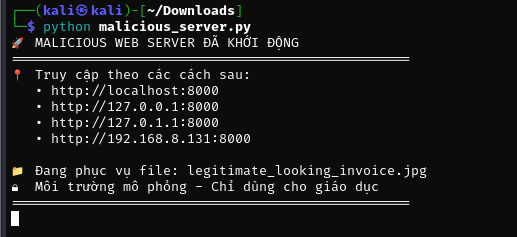 (kali㉿kali)-[~/Downloads]
$ python malicious_server.py
🚀 MALICIOUS WEB SERVER ĐÃ KHỞI ĐỘNG
==================================================
📍 Truy cập theo các cách sau:
• http://localhost:8000
• http://127.0.0.1:8000
• http://127.0.1.1:8000
• http://192.168.8.131:8000
📁 Đang phục vụ file: legitimate_looking_invoice.jpg
🔒 Môi trường mô phỏng - Chỉ dùng cho giáo dục
==================================================